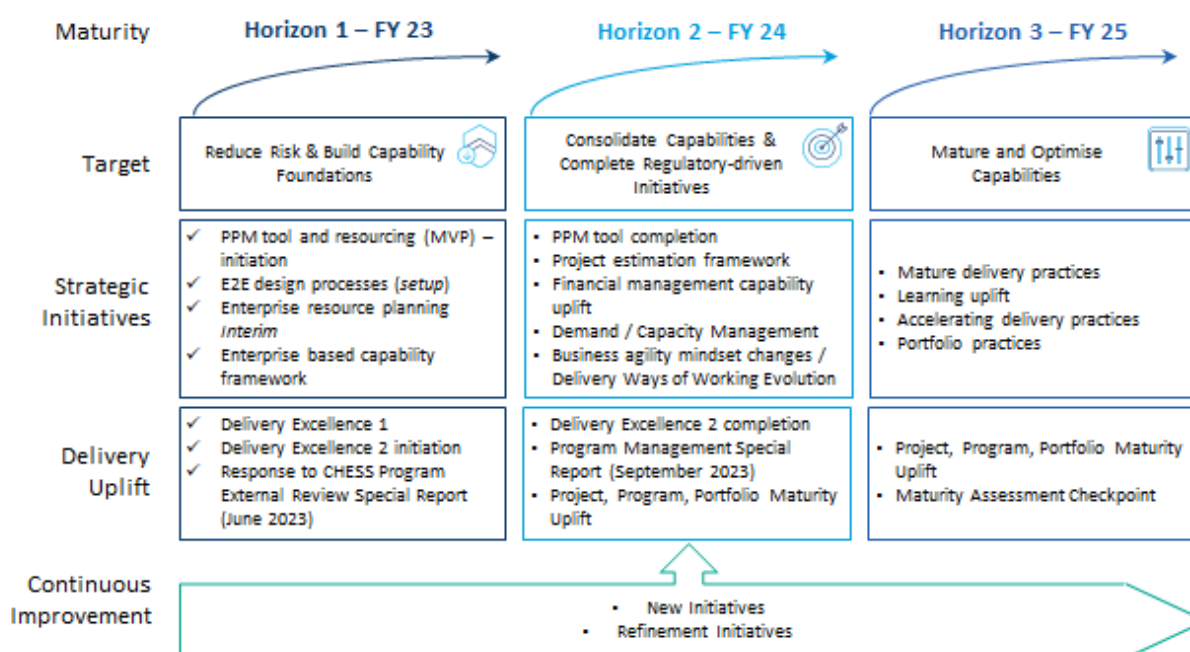 Maturity
Horizon 1 – FY 23
Horizon 2 – FY 24
Horizon 3 – FY 25
Target
Reduce Risk & Build Capability
Foundations
Consolidate Capabilities &
Complete Regulatory-driven
Initiatives
Mature and Optimise
Capabilities
Strategic
Initiatives
✓ PPM tool and resourcing (MVP) –
initiation
✓ E2E design processes (setup)
✓ Enterprise resource planning
Interim
✓ Enterprise based capability
framework
▪ PPM tool completion
▪ Project estimation framework
▪ Financial management capability
uplift
▪ Demand / Capacity Management
▪ Business agility mindset changes /
Delivery Ways of Working Evolution
▪ Mature delivery practices
▪ Learning uplift
▪ Accelerating delivery practices
▪ Portfolio practices
Delivery
Uplift
✓ Delivery Excellence 1
✓ Delivery Excellence 2 initiation
✓ Response to CHESS Program
External Review Special Report
(June 2023)
▪ Delivery Excellence 2 completion
▪ Program Management Special
Report (September 2023)
▪ Project, Program, Portfolio Maturity
Uplift
▪ Project, Program, Portfolio Maturity
Uplift
▪ Maturity Assessment Checkpoint
Continuous
Improvement
▪ New Initiatives
▪ Refinement Initiatives